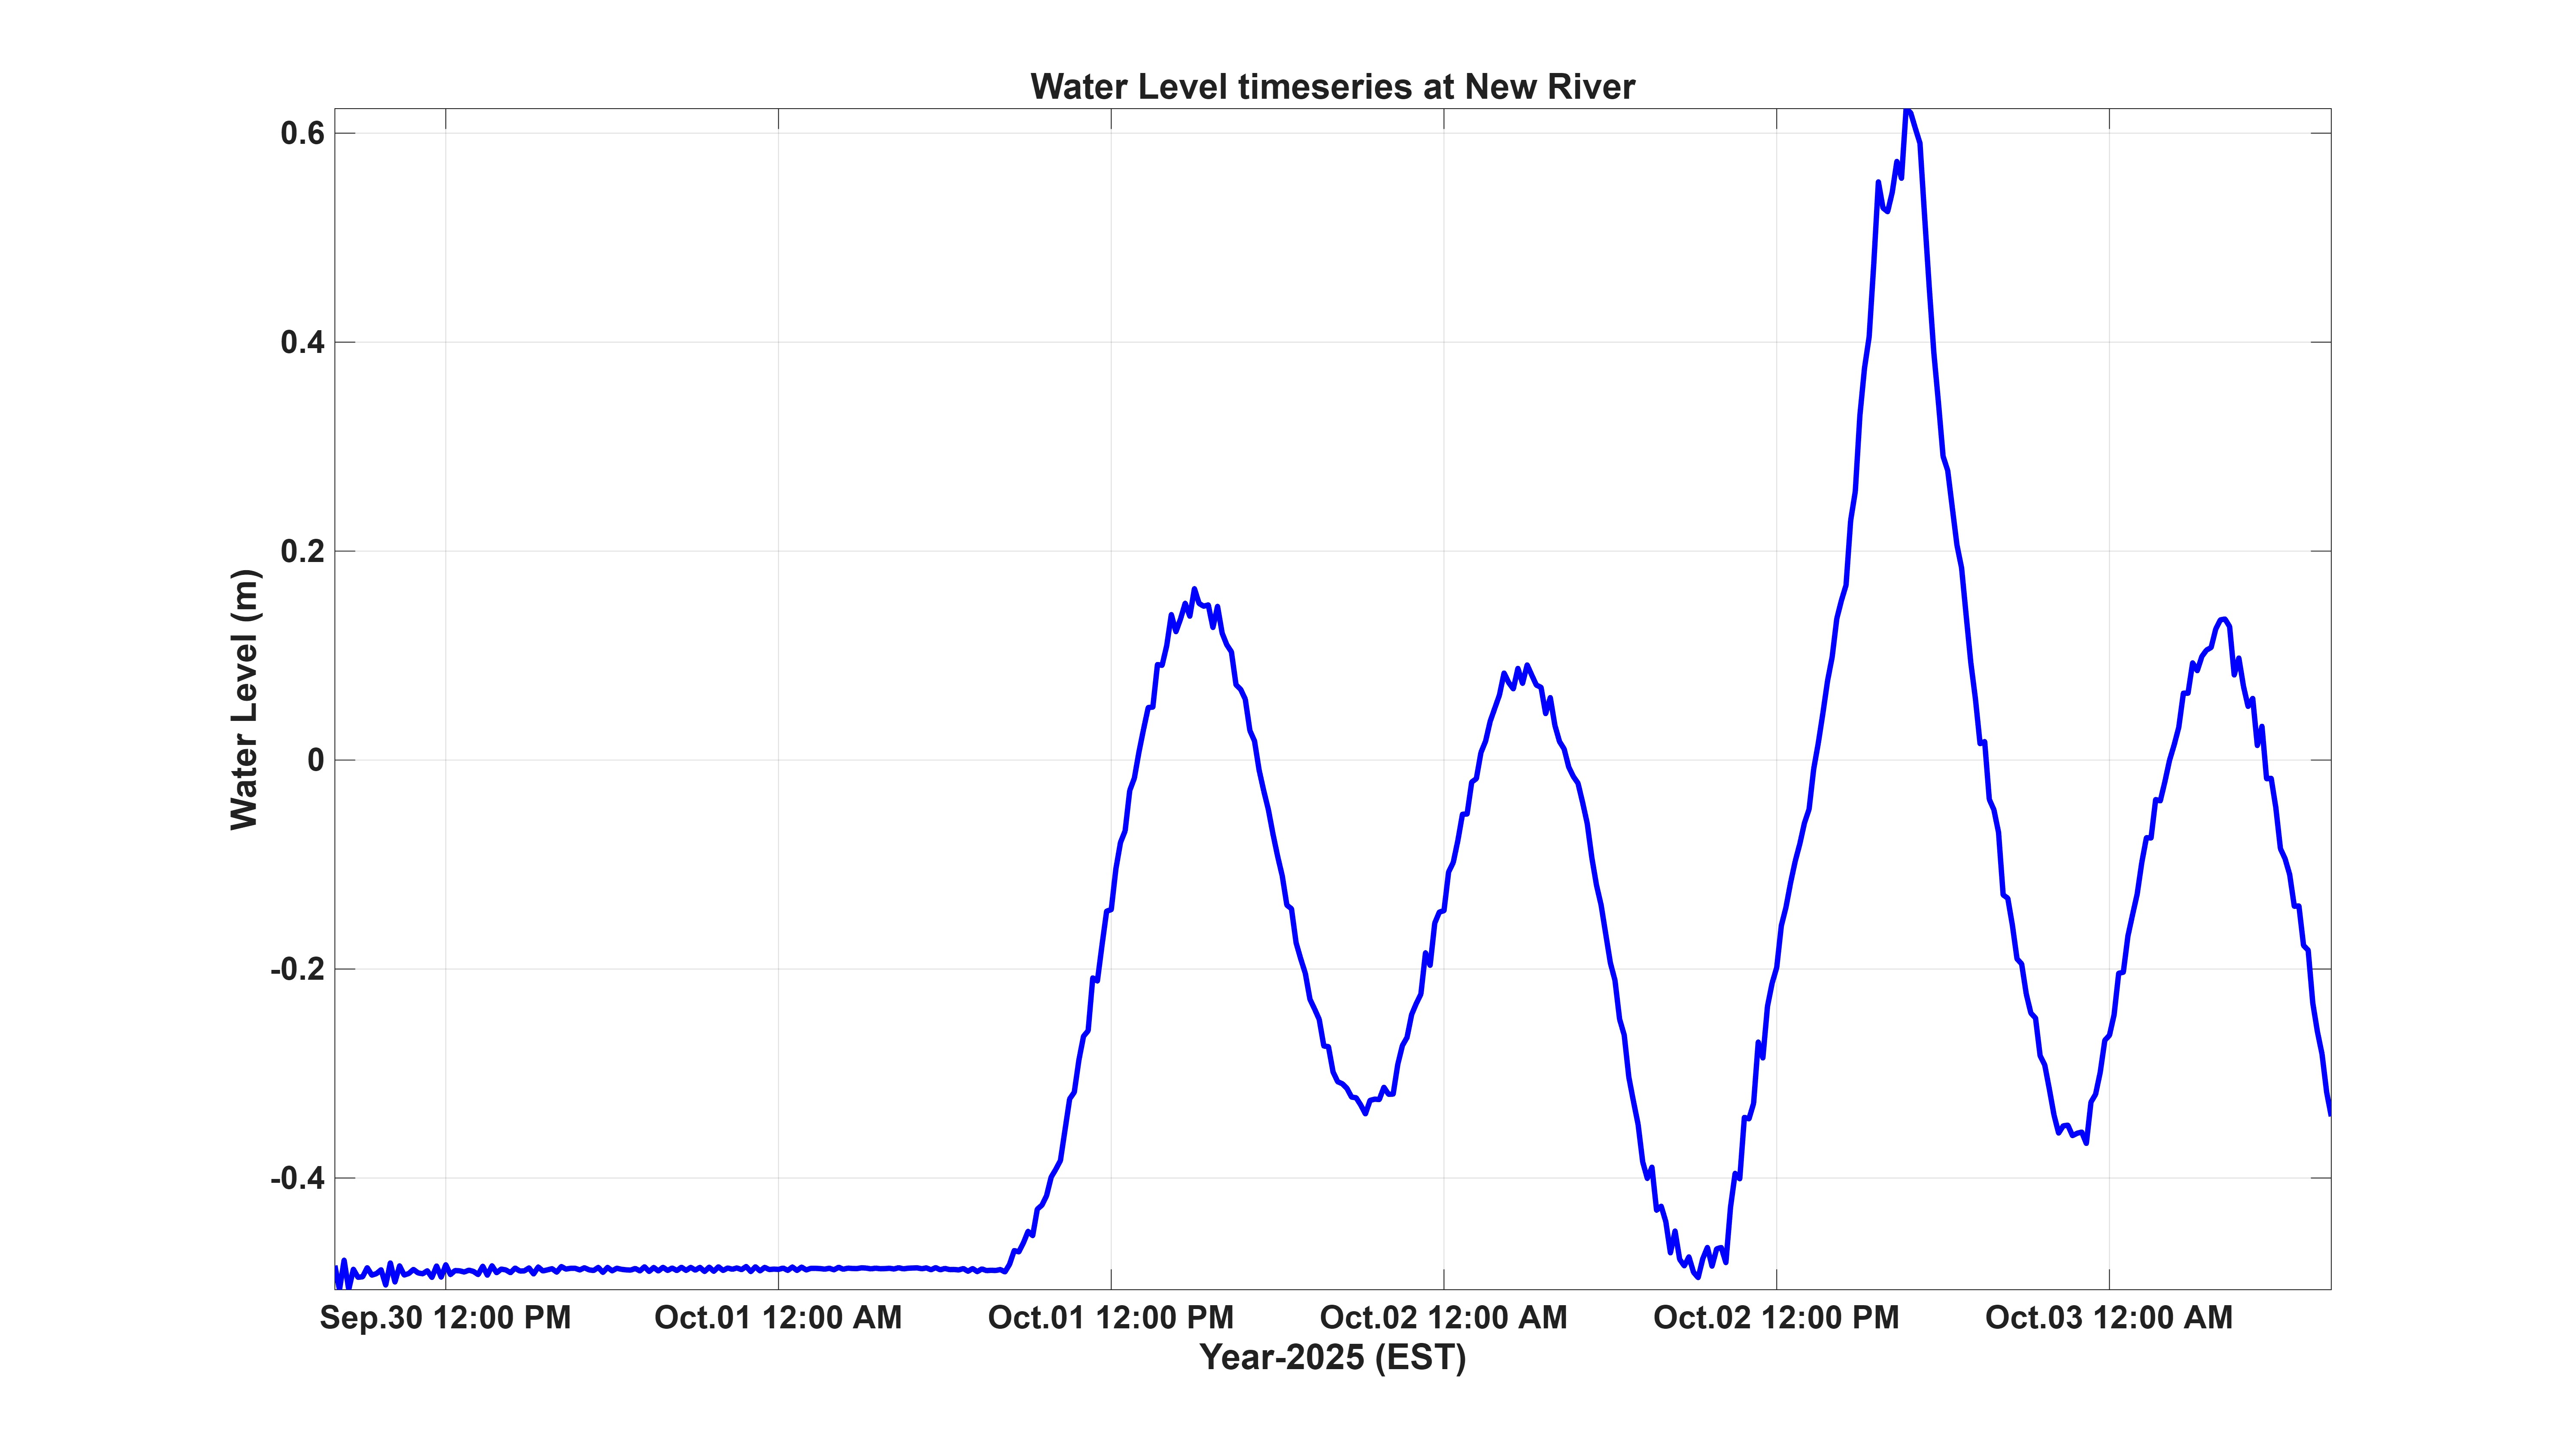 Water Level timeseries at New River
0.6
0.4
0.2
0
-0.2
-0.4
Water Level (m)
Sep.30 12:00 PM Oct.01 12:00 AM Oct.01 12:00 PM Oct.02 12:00 AM Oct.02 12:00 PM Oct.03 12:00 AM
Year-2025 (EST)